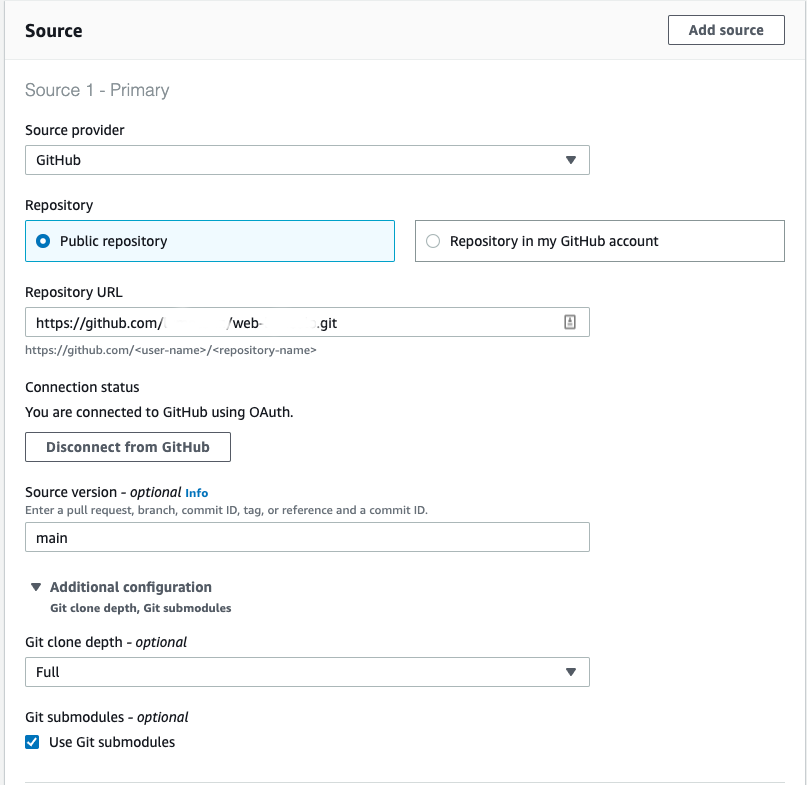 Source
Add source
Source 1 - Primary
Source provider
GitHub
Repository
Public repository
Repository in my GitHub account
Repository URL
https://github.com/ /web- .git
https://github.com/<user-name>/<repository-name>
Connection status
You are connected to GitHub using OAuth.
Disconnect from GitHub
Source version - optional Info
Enter a pull request, branch, commit ID, tag, or reference and a commit ID.
main
Additional configuration
Git clone depth, Git submodules
Git clone depth - optional
Full
Git submodules - optional
Use Git submodules